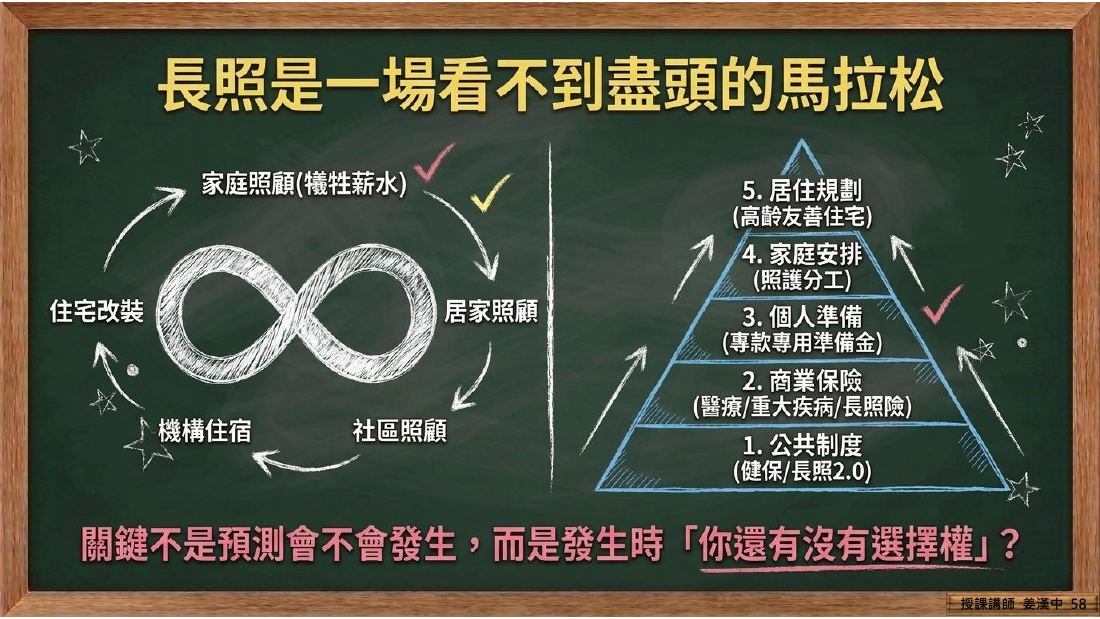 長照是一場看不到盡頭的馬拉松
家庭照顧(犧牲薪水)
居家照顧
社區照顧
機構住宿
住宅改裝
5. 居住規劃
(高齡友善住宅)
4. 家庭安排
(照護分工)
3. 個人準備
(專款專用準備金)
2. 商業保險
(醫療/重大疾病/長照險)
1. 公共制度
(健保/長照2.0)
關鍵不是預測會不會發生，而是發生時「你還有沒有選擇權」？
授課講師 姜漢中 58